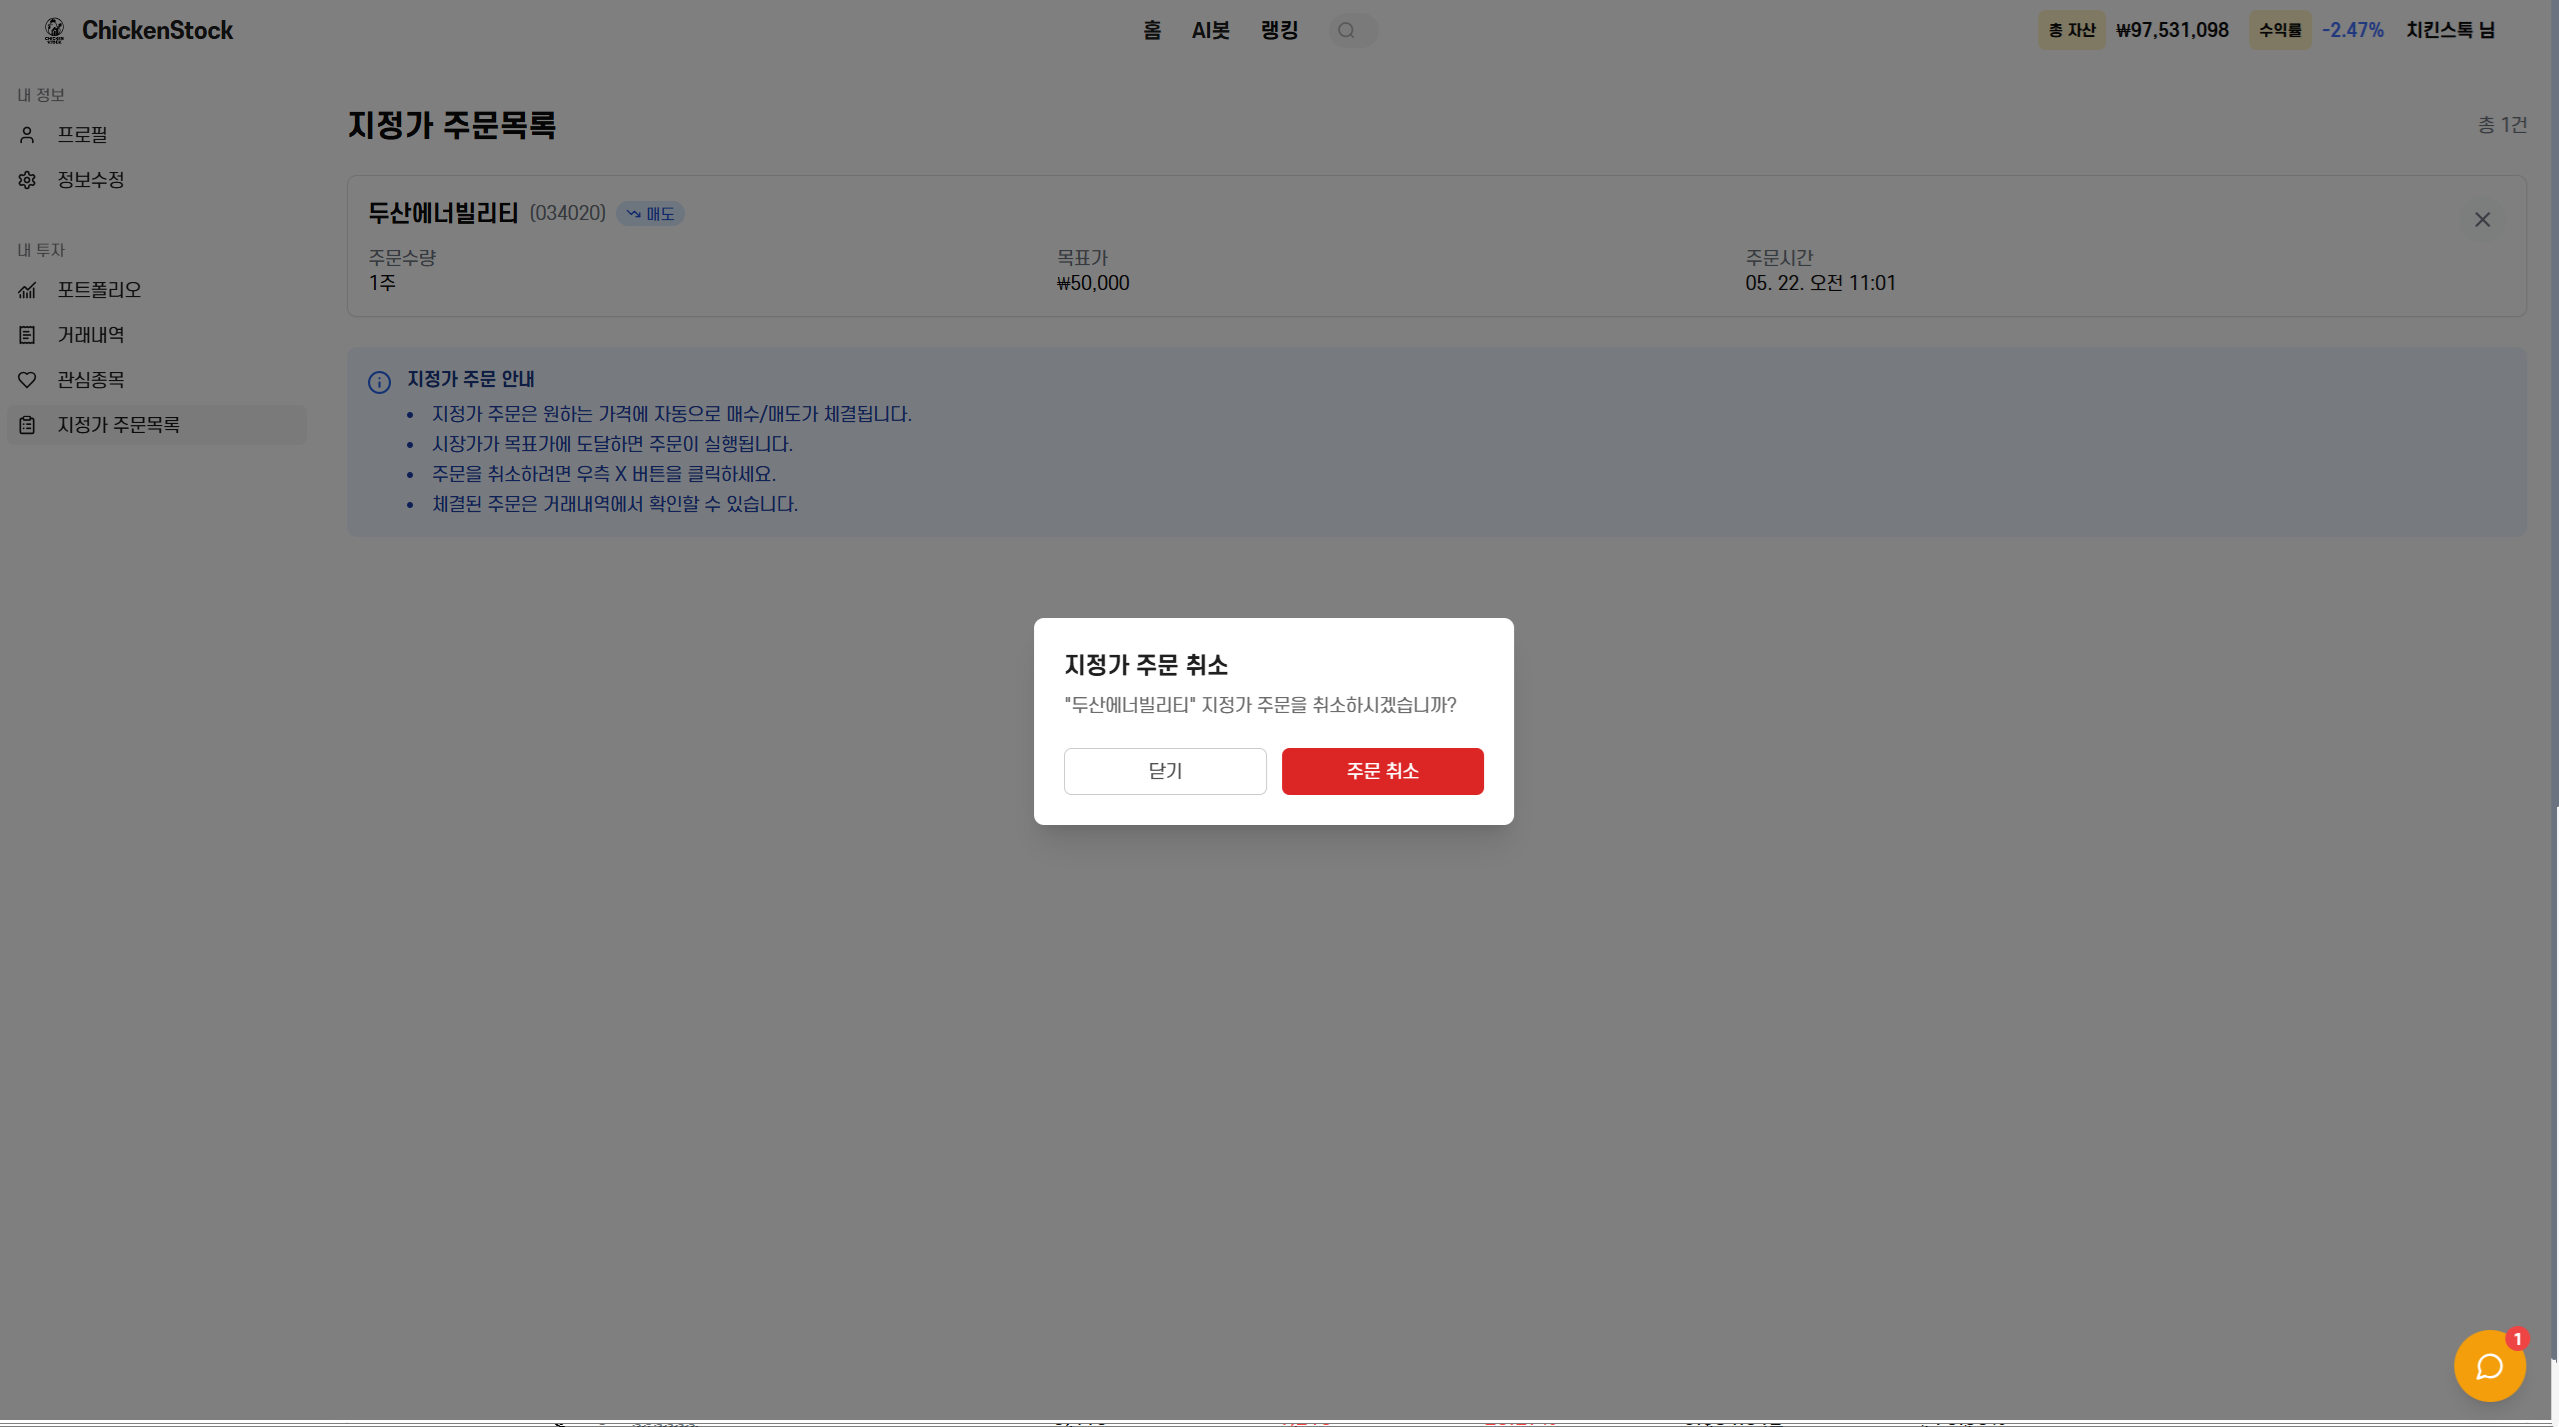 ChickenStock
홈 AI봇 랭킹
총 자산 ₩97,531,098 수익률 -2.47% 치킨스톡 님
내 정보
프로필
정보수정
내 투자
포트폴리오
거래내역
관심종목
지정가 주문목록
지정가 주문목록
총 1건
두산에너빌리티 (034020) 매도
주문수량 목표가 주문시간
1주 ₩50,000 05. 22. 오전 11:01
지정가 주문 안내
• 지정가 주문은 원하는 가격에 자동으로 매수/매도가 체결됩니다.
• 시장가가 목표가에 도달하면 주문이 실행됩니다.
• 주문을 취소하려면 우측 X 버튼을 클릭하세요.
• 체결된 주문은 거래내역에서 확인할 수 있습니다.
지정가 주문 취소
"두산에너빌리티" 지정가 주문을 취소하시겠습니까?
닫기 주문 취소
1